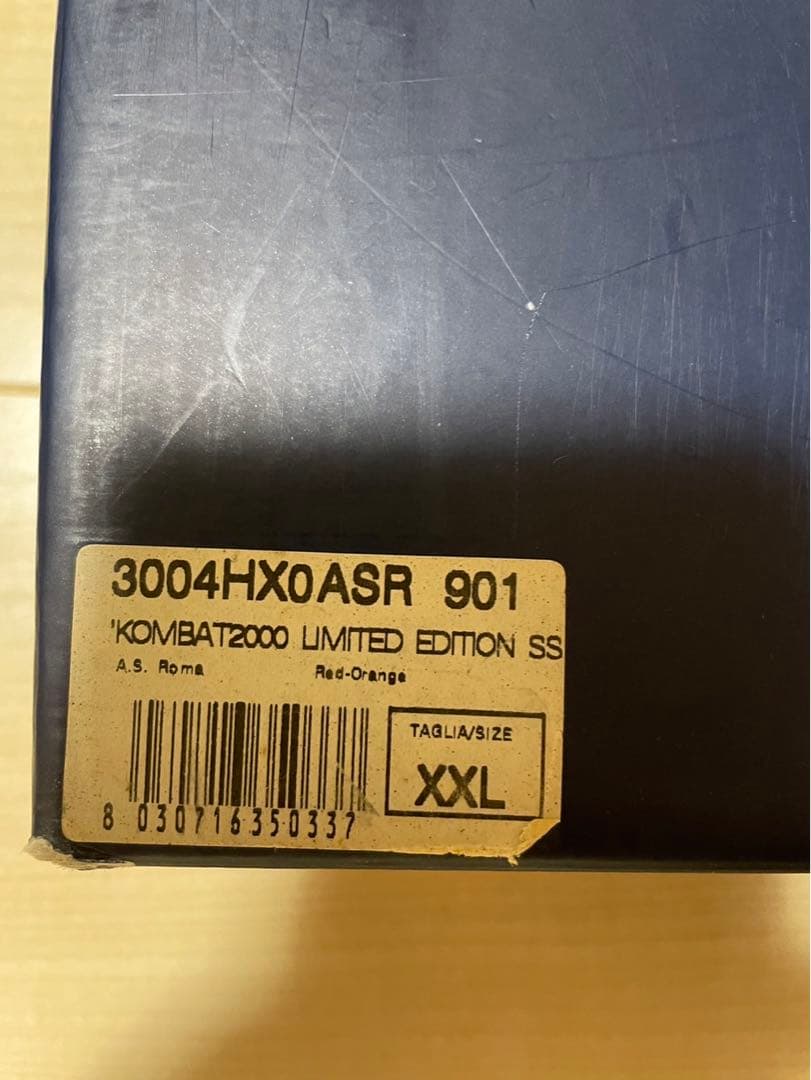 3004HX0ASR 901
'KOMBAT2000 LIMITED EDITION SS
A.S. Roma Red-Orange
TAGLIA/SIZE
XXL
8 030716350337